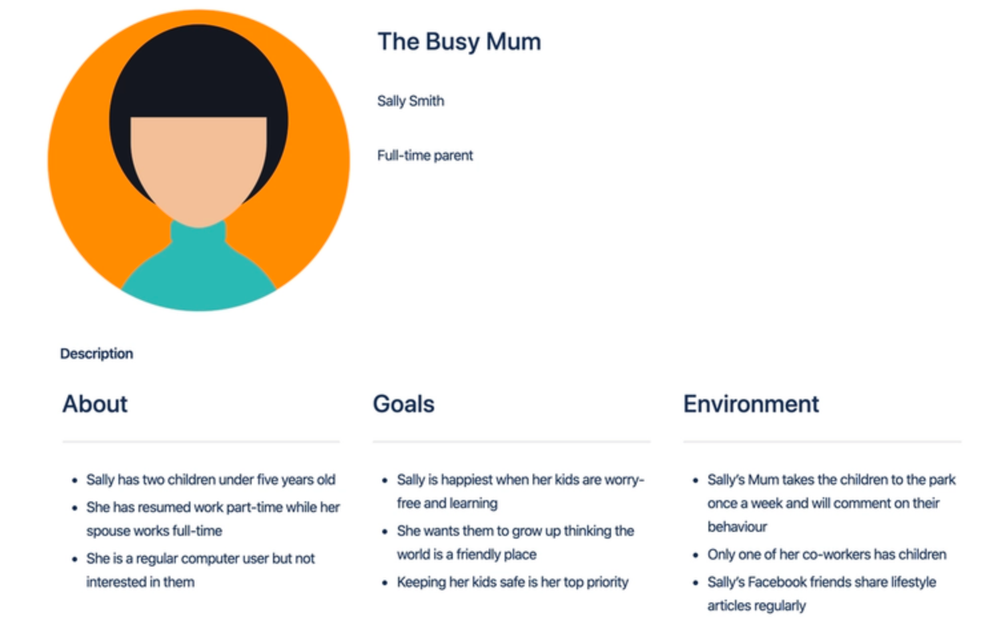 The Busy Mum
Sally Smith
Full-time parent
Description
About
• Sally has two children under five years old
• She has resumed work part-time while her
spouse works full-time
• She is a regular computer user but not
interested in them
Goals
• Sally is happiest when her kids are worry-
free and learning
• She wants them to grow up thinking the
world is a friendly place
• Keeping her kids safe is her top priority
Environment
• Sally's Mum takes the children to the park
once a week and will comment on their
behaviour
• Only one of her co-workers has children
• Sally's Facebook friends share lifestyle
articles regularly